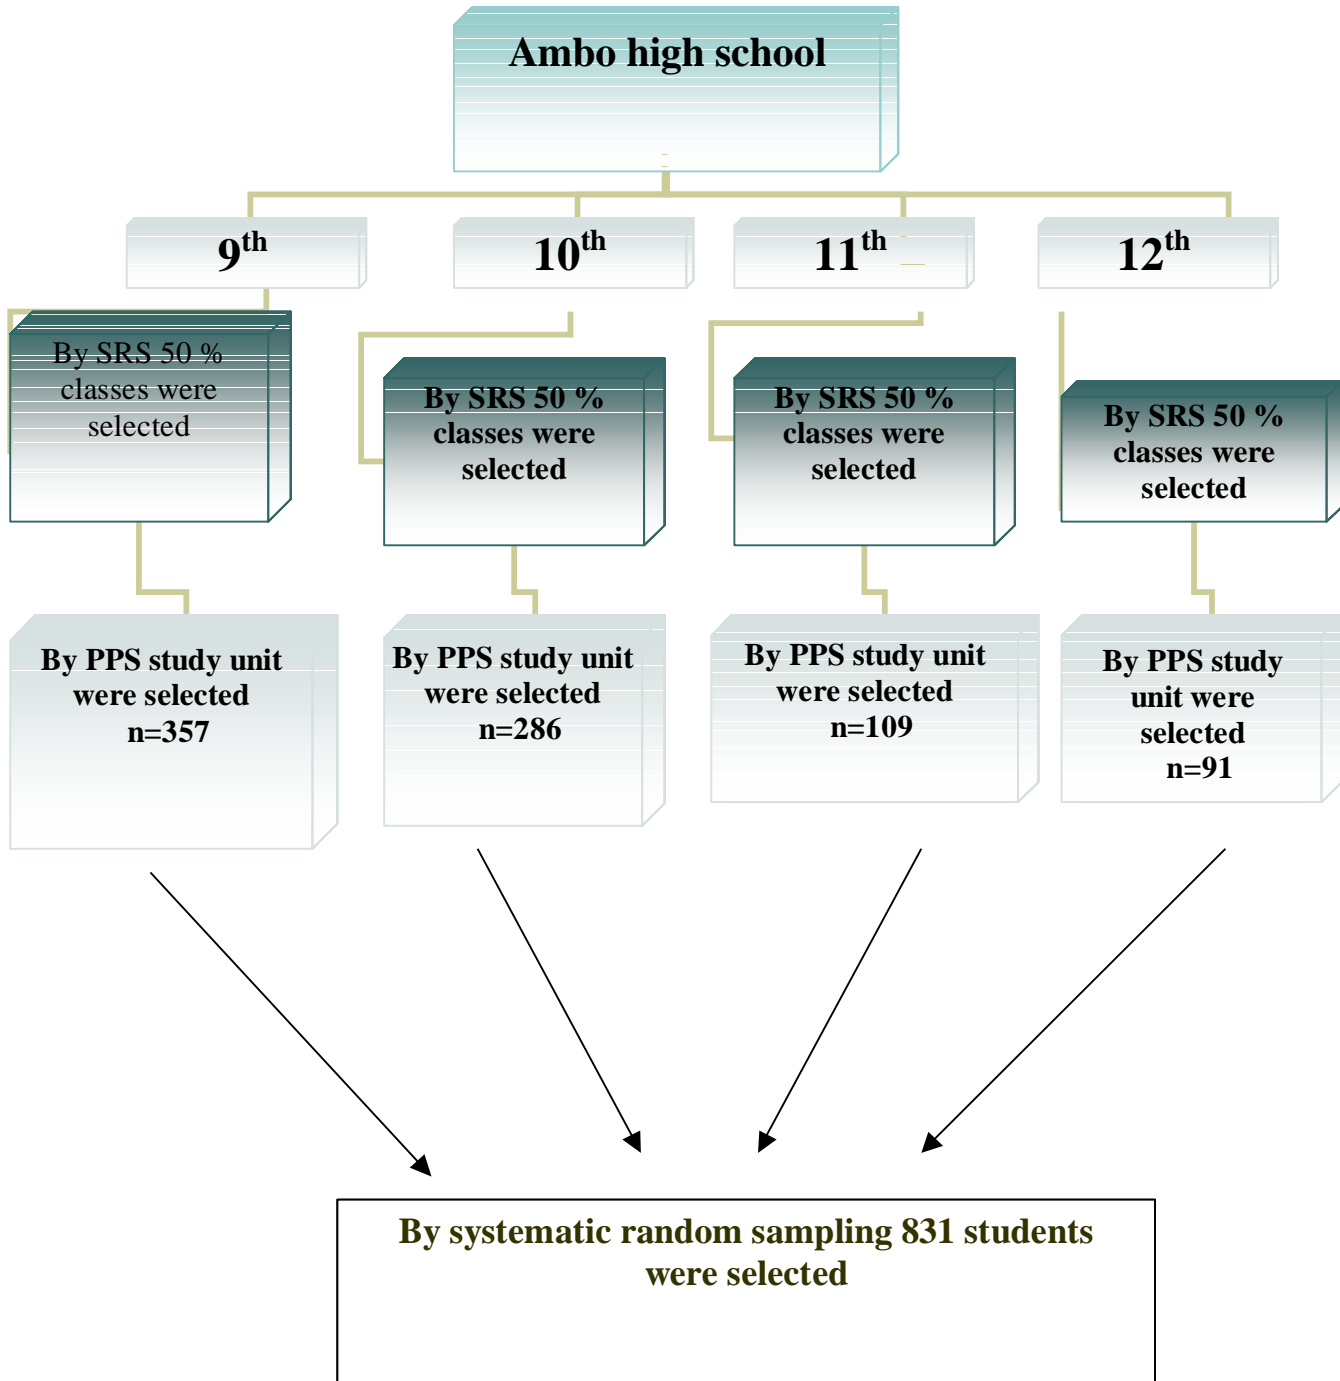 Ambo high school
9th
10th
11th
12th
By SRS 50 %
classes were
selected
By SRS 50 %
classes were
selected
By SRS 50 %
classes were
selected
By SRS 50 %
classes were
selected
By PPS study unit
were selected
n=357
By PPS study unit
were selected
n=286
By PPS study unit
were selected
n=109
By PPS study
unit were
selected
n=91
By systematic random sampling 831 students
were selected